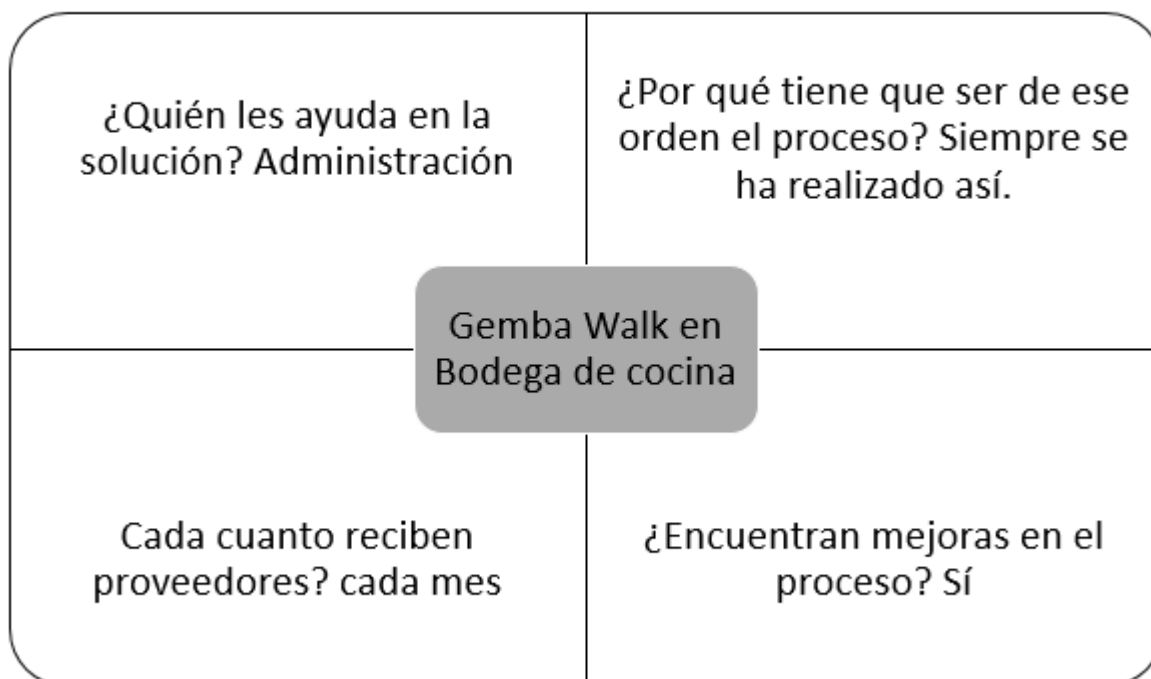 ¿Quién les ayuda en la
solución? Administración
¿Por qué tiene que ser de ese
orden el proceso? Siempre se
ha realizado así.
Gemba Walk en
Bodega de cocina
Cada cuanto reciben
proveedores? cada mes
¿Encuentran mejoras en el
proceso? Sí